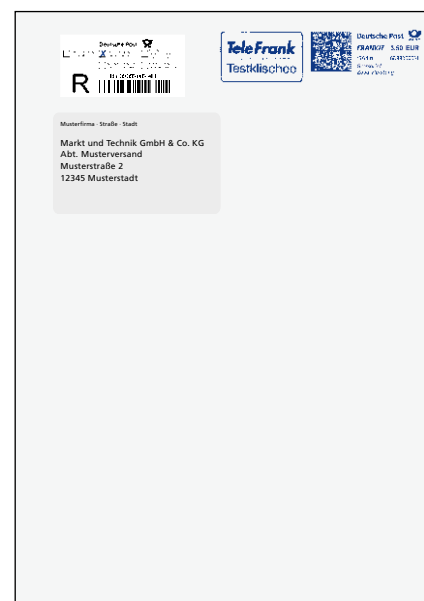 Deutsche Post
R
TeleFrank
Testklischee
Deutsche Post
FRANKIT 3.60 EUR
Musterfirma · Straße · Stadt
Markt und Technik GmbH & Co. KG
Abt. Musterversand
Musterstraße 2
12345 Musterstadt